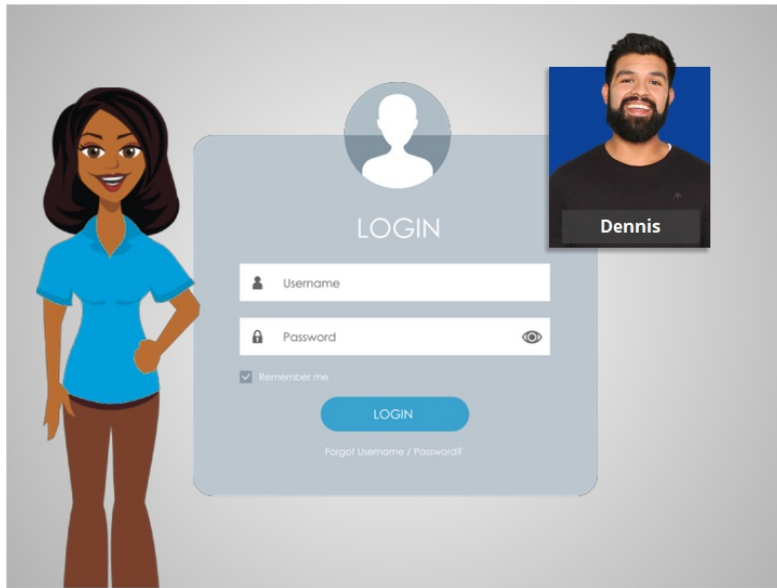 Dennis
LOGIN
Username
Password
Remember me
LOGIN
Forgot Username / Password?